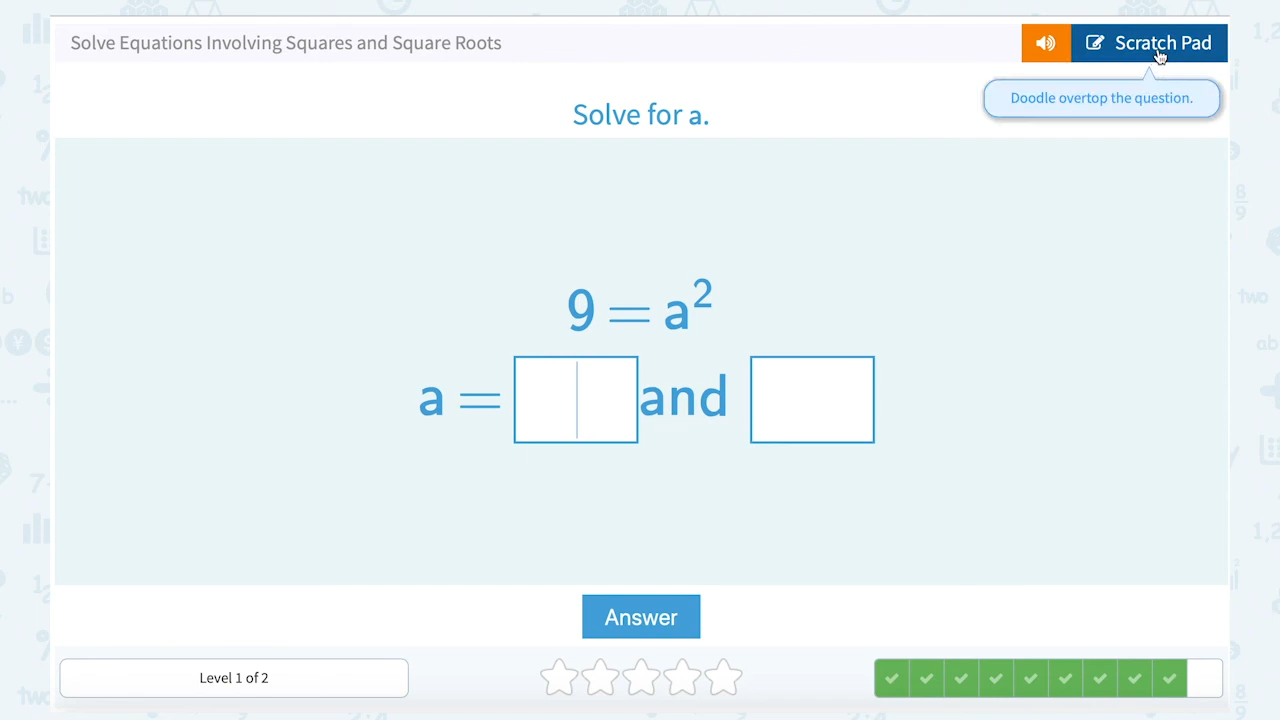 Solve Equations Involving Squares and Square Roots
Scratch Pad
Doodle overtop the question.
Solve for a.
9 = a²
a = and
Answer
Level 1 of 2